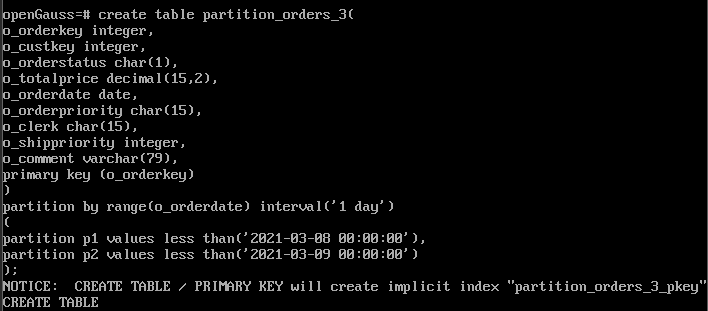 openGauss=# create table partition_orders_3(
o_orderkey integer,
o_custkey integer,
o_orderstatus char(1),
o_totalprice decimal(15,2),
o_orderdate date,
o_orderpriority char(15),
o_clerk char(15),
o_shippriority integer,
o_comment varchar(79),
primary key (o_orderkey)
)
partition by range(o_orderdate) interval('1 day')
(
partition p1 values less than('2021-03-08 00:00:00'),
partition p2 values less than('2021-03-09 00:00:00')
);
NOTICE:  CREATE TABLE / PRIMARY KEY will create implicit index "partition_orders_3_pkey"
CREATE TABLE